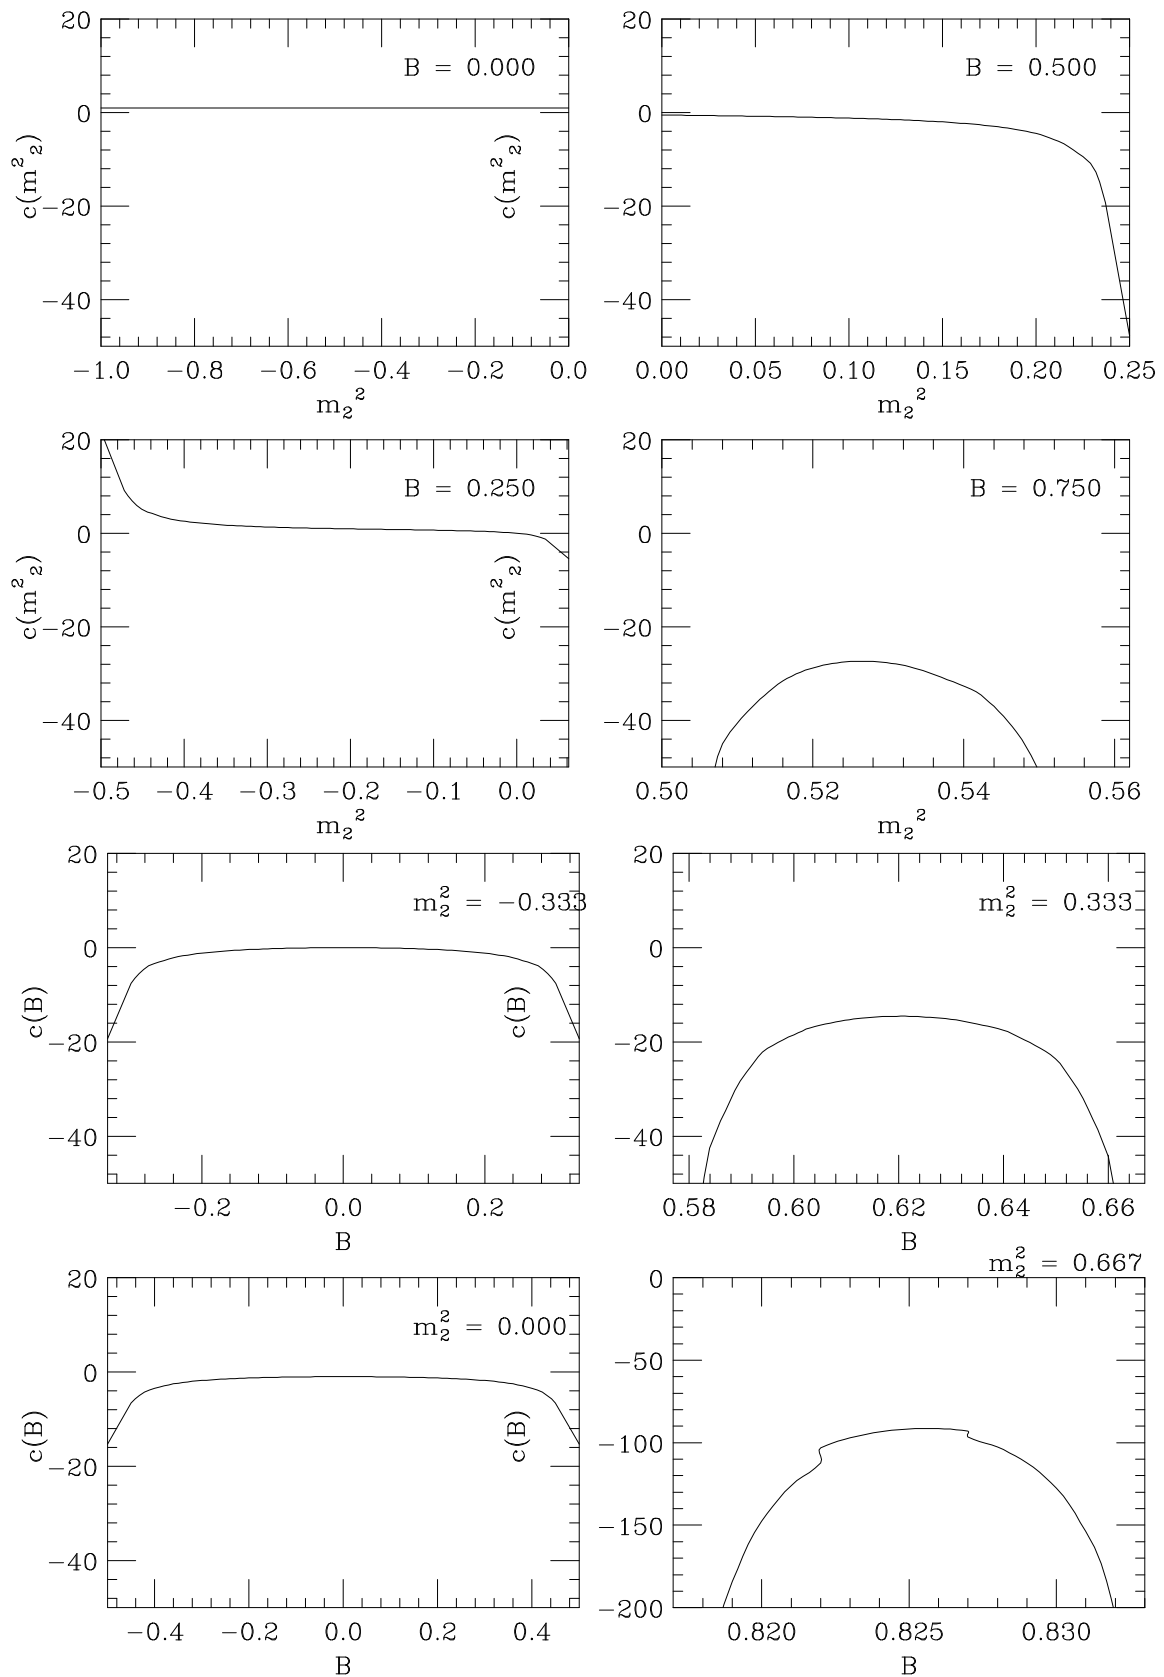 B = 0.000
20
0
−20
−40
c(m²₂)
−1.0 −0.8 −0.6 −0.4 −0.2 0.0
m₂²
B = 0.500
20
0
−20
−40
c(m²₂)
0.00 0.05 0.10 0.15 0.20 0.25
m₂²
B = 0.250
20
0
−20
−40
c(m²₂)
−0.5 −0.4 −0.3 −0.2 −0.1 0.0
m₂²
B = 0.750
20
0
−20
−40
c(m²₂)
0.50 0.52 0.54 0.56
m₂²
m₂² = −0.333
20
0
−20
−40
c(B)
−0.2 0.0 0.2
B
m₂² = 0.333
20
0
−20
−40
c(B)
0.58 0.60 0.62 0.64 0.66
B
m₂² = 0.000
20
0
−20
−40
c(B)
−0.4 −0.2 0.0 0.2 0.4
B
m₂² = 0.667
0
−50
−100
−150
−200
c(B)
0.820 0.825 0.830
B